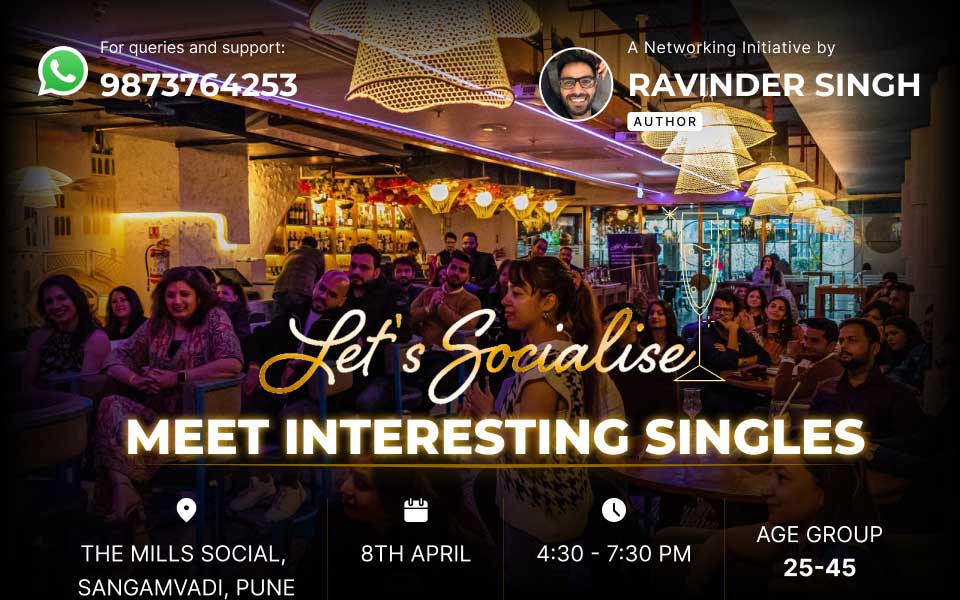 For queries and support:
9873764253
A Networking Initiative by
RAVINDER SINGH
AUTHOR
Let's Socialise
MEET INTERESTING SINGLES
THE MILLS SOCIAL,
SANGAMVADI, PUNE
8TH APRIL
4:30 - 7:30 PM
AGE GROUP
25-45